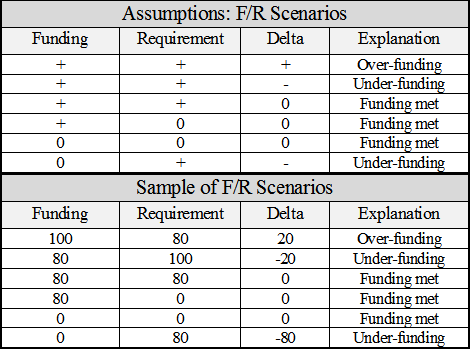 Assumptions: F/R Scenarios
Funding Requirement Delta Explanation
+ + + Over-funding
+ + - Under-funding
+ + 0 Funding met
+ 0 0 Funding met
0 0 0 Funding met
0 + - Under-funding
Sample of F/R Scenarios
Funding Requirement Delta Explanation
100 80 20 Over-funding
80 100 -20 Under-funding
80 80 0 Funding met
80 0 0 Funding met
0 0 0 Funding met
0 80 -80 Under-funding